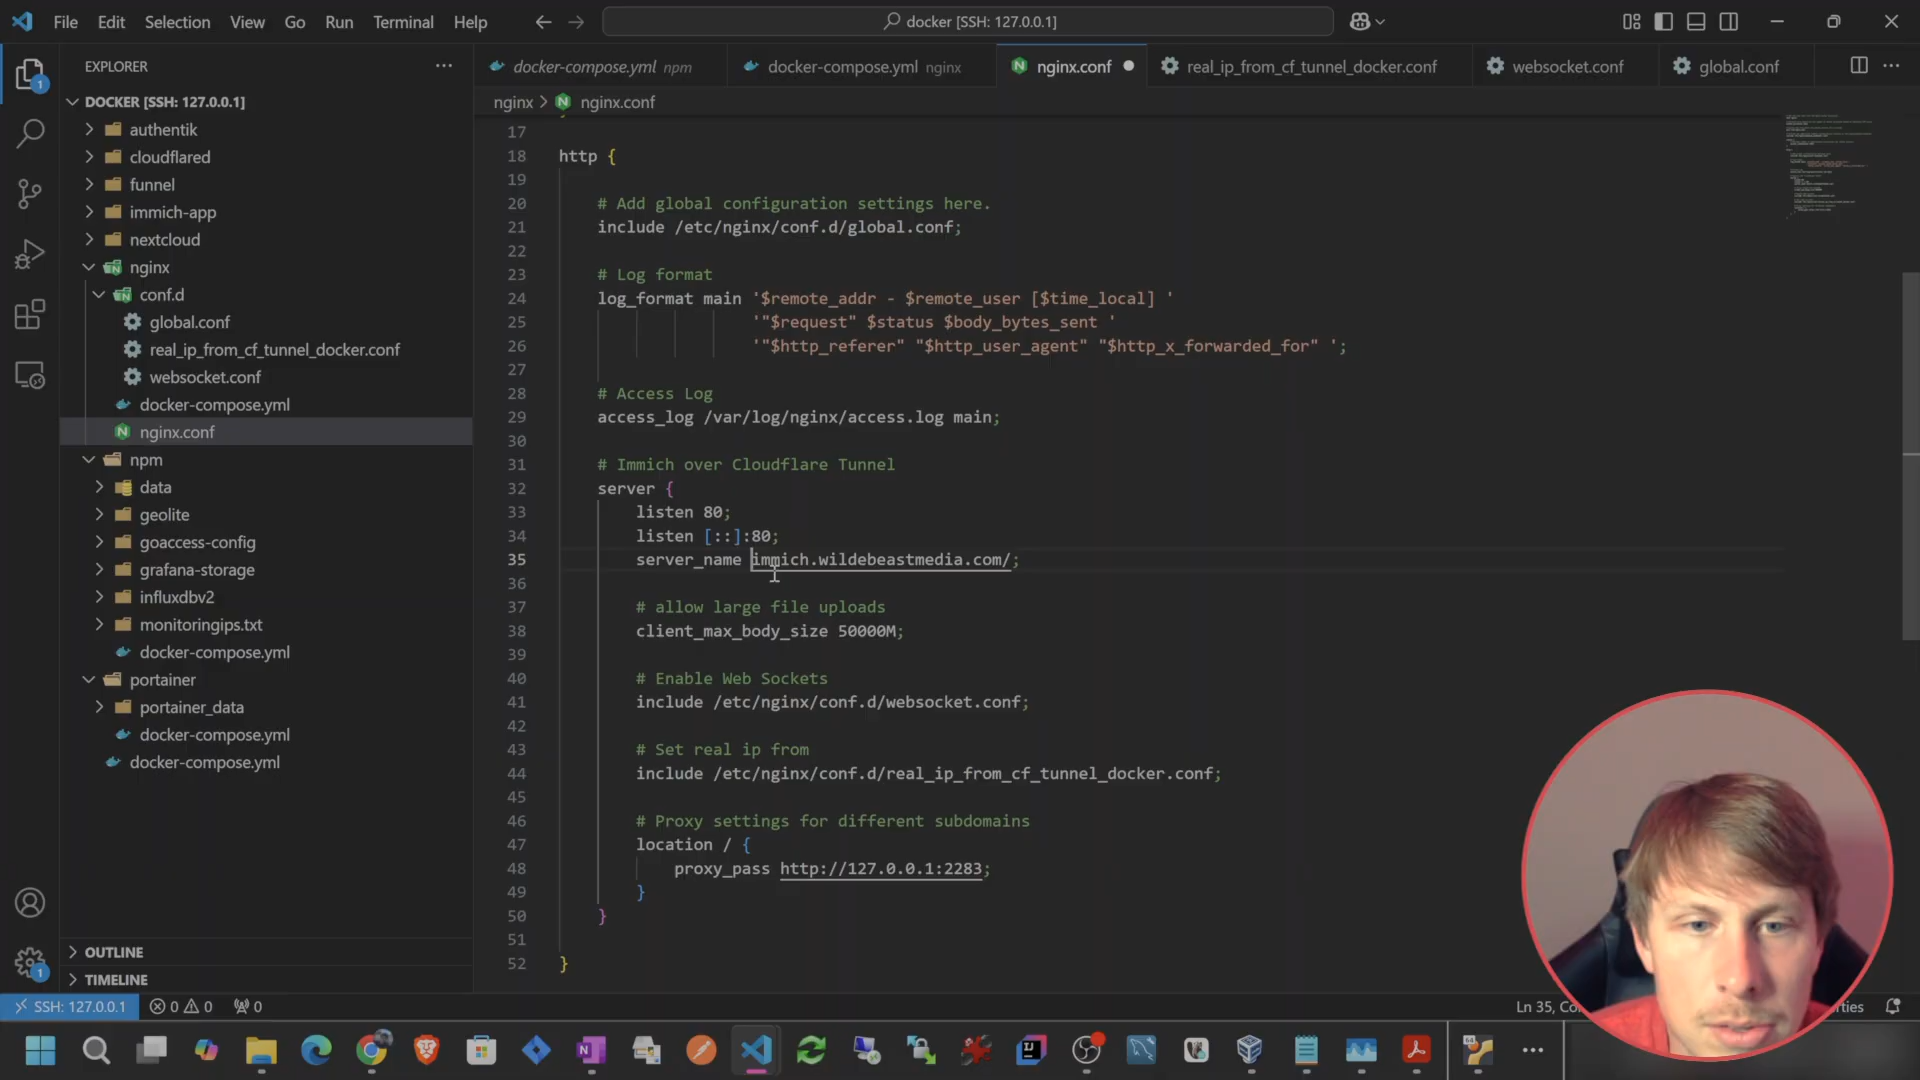 File Edit Selection View Go Run Terminal Help
docker [SSH: 127.0.0.1]
EXPLORER
docker-compose.yml npm
docker-compose.yml nginx
nginx.conf
real_ip_from_cf_tunnel_docker.conf
websocket.conf
global.conf
nginx > nginx.conf
DOCKER [SSH: 127.0.0.1]
authentik
cloudflared
funnel
immich-app
nextcloud
nginx
conf.d
global.conf
real_ip_from_cf_tunnel_docker.conf
websocket.conf
docker-compose.yml
nginx.conf
npm
data
geolite
goaccess-config
grafana-storage
influxdbv2
monitoringips.txt
docker-compose.yml
portainer
portainer_data
docker-compose.yml
docker-compose.yml
OUTLINE
TIMELINE
17
18 http {
19
20 # Add global configuration settings here.
21 include /etc/nginx/conf.d/global.conf;
22
23 # Log format
24 log_format main '$remote_addr - $remote_user [$time_local] '
25 '"$request" $status $body_bytes_sent '
26 '"$http_referer" "$http_user_agent" "$http_x_forwarded_for" ';
27
28 # Access Log
29 access_log /var/log/nginx/access.log main;
30
31 # Immich over Cloudflare Tunnel
32 server {
33 listen 80;
34 listen [::]:80;
35 server_name immich.wildebeastmedia.com/;
36
37 # allow large file uploads
38 client_max_body_size 50000M;
39
40 # Enable Web Sockets
41 include /etc/nginx/conf.d/websocket.conf;
42
43 # Set real ip from
44 include /etc/nginx/conf.d/real_ip_from_cf_tunnel_docker.conf;
45
46 # Proxy settings for different subdomains
47 location / {
48 proxy_pass http://127.0.0.1:2283;
49 }
50 }
51
52 }
SSH: 127.0.0.1 0 0 0
Ln 35,